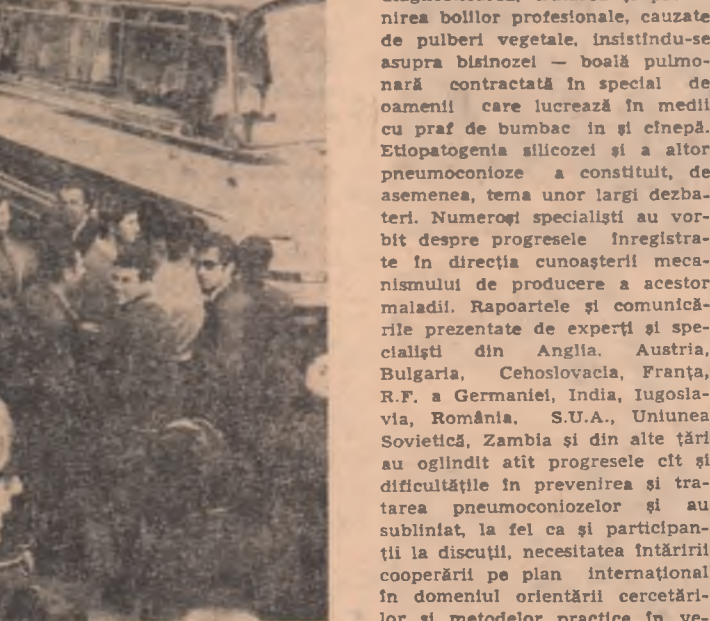 nirea bolilor profesionale, cauzate
de pulberi vegetale, insistîndu-se
asupra bisinozei — boală pulmo-
nară contractată în special de
oamenii care lucrează în medii
cu praf de bumbac in și cînepă.
Etiopatogenia silicozei și a altor
pneumoconioze a constituit, de
asemenea, tema unor largi dezba-
teri. Numeroși specialiști au vor-
bit despre progresele înregistra-
te în direcția cunoașterii meca-
nismului de producere a acestor
maladii. Rapoartele și comunică-
rile prezentate de experți și spe-
cialiști din Anglia. Austria,
Bulgaria, Cehoslovacia, Franța,
R.F. a Germaniei, India, Iugosla-
via, România, S.U.A., Uniunea
Sovietică, Zambia și din alte țări
au oglindit atît progresele cît și
dificultățile în prevenirea și tra-
tarea pneumoconiozelor și au
subliniat, la fel ca și participan-
ții la discuții, necesitatea întăririi
cooperării pe plan internațional
în domeniul orientării cercetări-
lor și metodelor practice în ve-